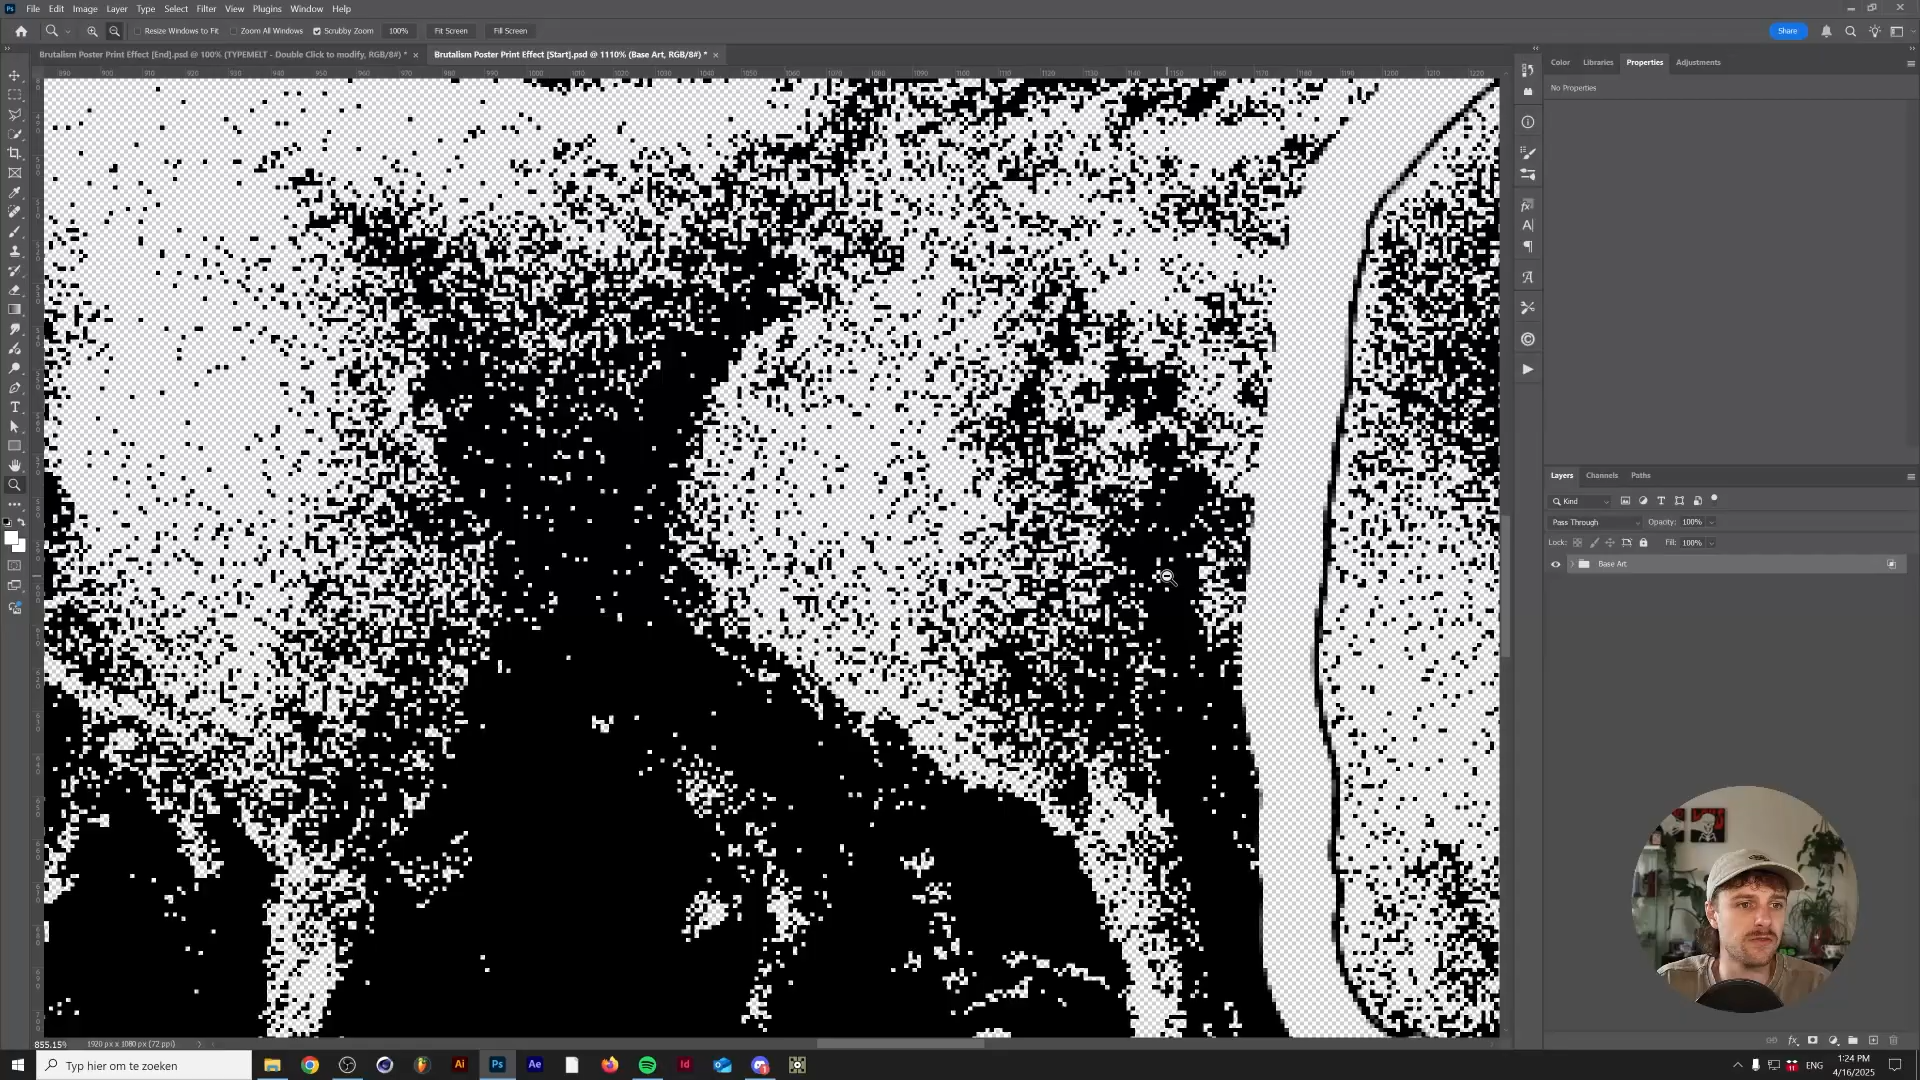 File Edit Image Layer Type Select Filter View Plugins Window Help
Resize Windows to Fit Zoom All Windows Scrubby Zoom 100% Fit Screen Fill Screen Share
Brutalism Poster Print Effect [End].psd @ 100% (TYPEMELT - Double Click to modify, RGB/8#) *
Brutalism Poster Print Effect [Start].psd @ 1110% (Base Art, RGB/8#) *
Color Libraries Properties Adjustments
No Properties
Layers Channels Paths
Kind
Pass Through Opacity: 100%
Lock: Fill: 100%
Base Art
855.15% 1920 px x 1080 px (72 ppi)
Typ hier om te zoeken
ENG
1:24 PM
4/16/2025